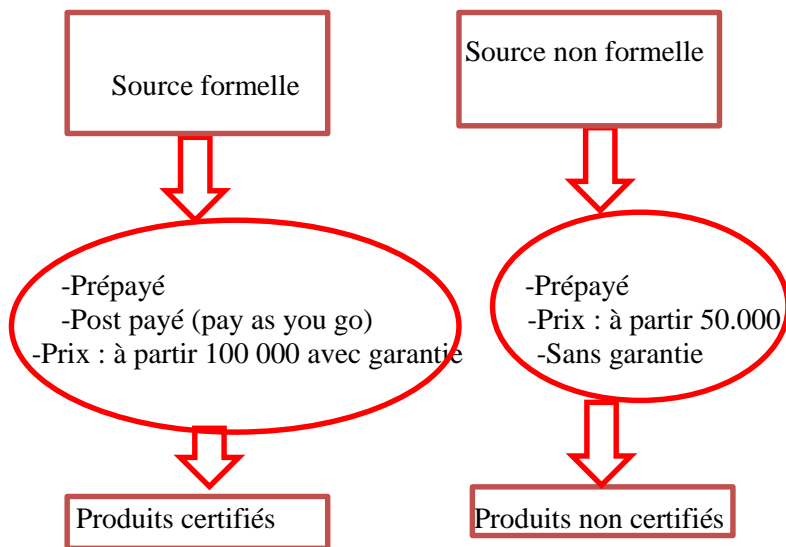 Source formelle
-Prépayé
-Post payé (pay as you go)
-Prix : à partir 100 000 avec garantie
Produits certifiés
Source non formelle
-Prépayé
-Prix : à partir 50.000
-Sans garantie
Produits non certifiés